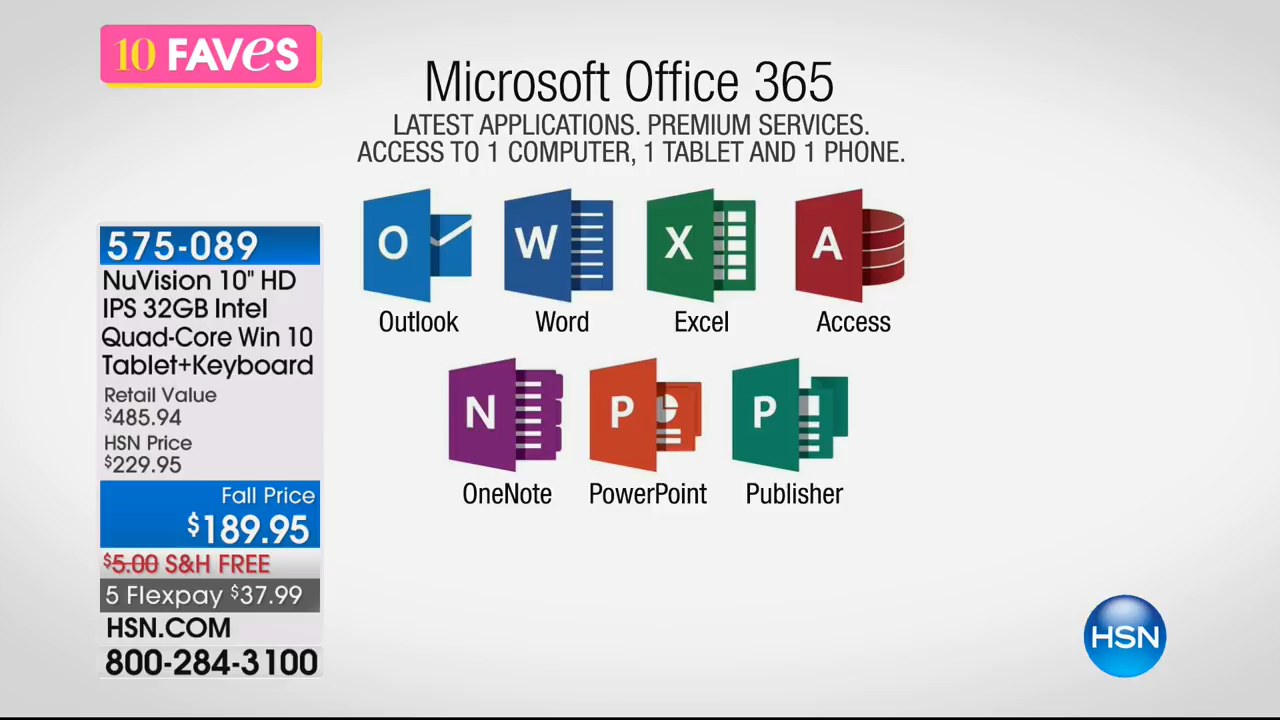 10 FAVeS
Microsoft Office 365
LATEST APPLICATIONS. PREMIUM SERVICES.
ACCESS TO 1 COMPUTER, 1 TABLET AND 1 PHONE.
O
W
X
A
Outlook
Word
Excel
Access
N
P
P
OneNote
PowerPoint
Publisher
575-089
NuVision 10" HD
IPS 32GB Intel
Quad-Core Win 10
Tablet+Keyboard
Retail Value
$485.94
HSN Price
$229.95
Fall Price
$189.95
$5.00 S&H FREE
5 Flexpay $37.99
HSN.COM
800-284-3100
HSN